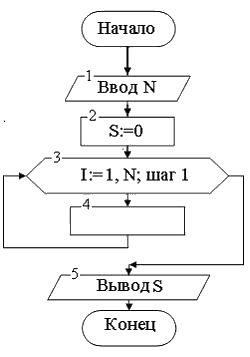 Начало
1
Ввод N
2
S:=0
3
I:=1, N; шаг 1
4
5
Вывод S
Конец